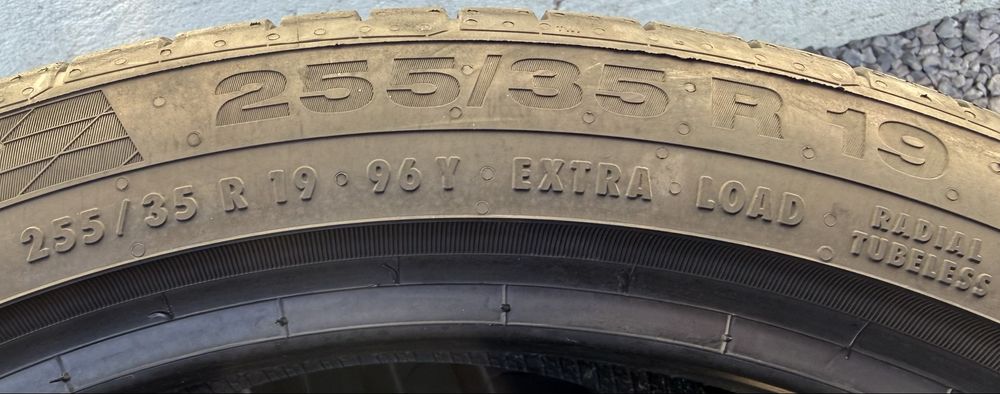 255/35 R 19
255/35 R 19 • 96 Y • EXTRA • LOAD • RADIAL
TUBELESS